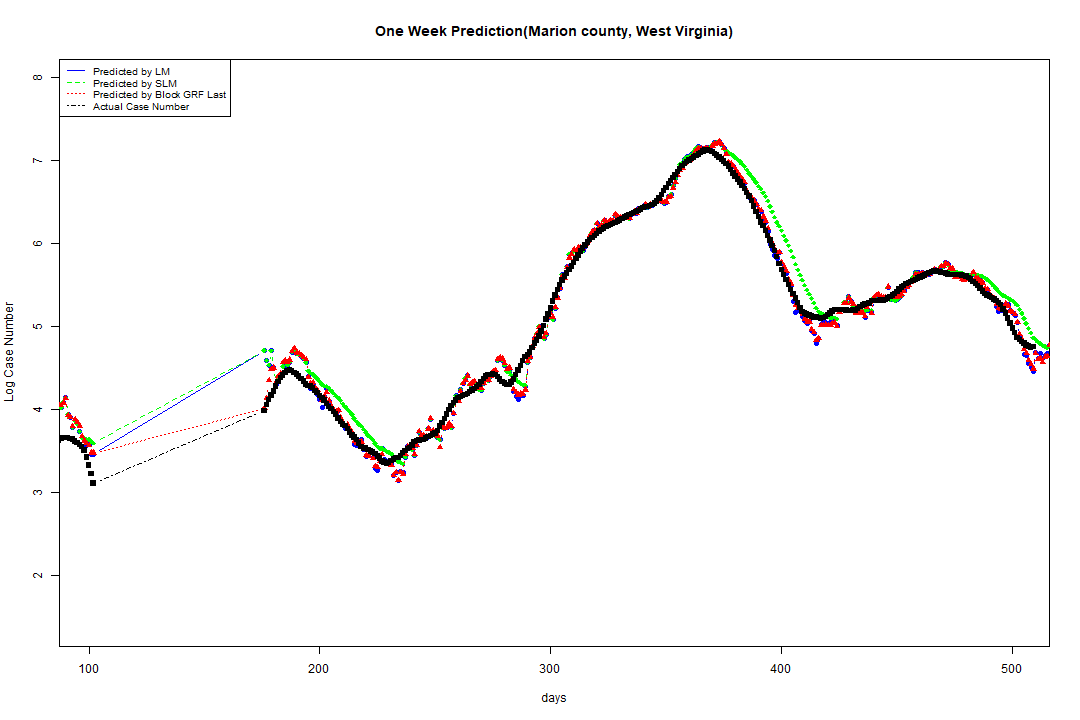 One Week Prediction(Marion county, West Virginia)
Predicted by LM
Predicted by SLM
Predicted by Block GRF Last
Actual Case Number
8
7
6
5
4
3
2
Log Case Number
100 200 300 400 500
days